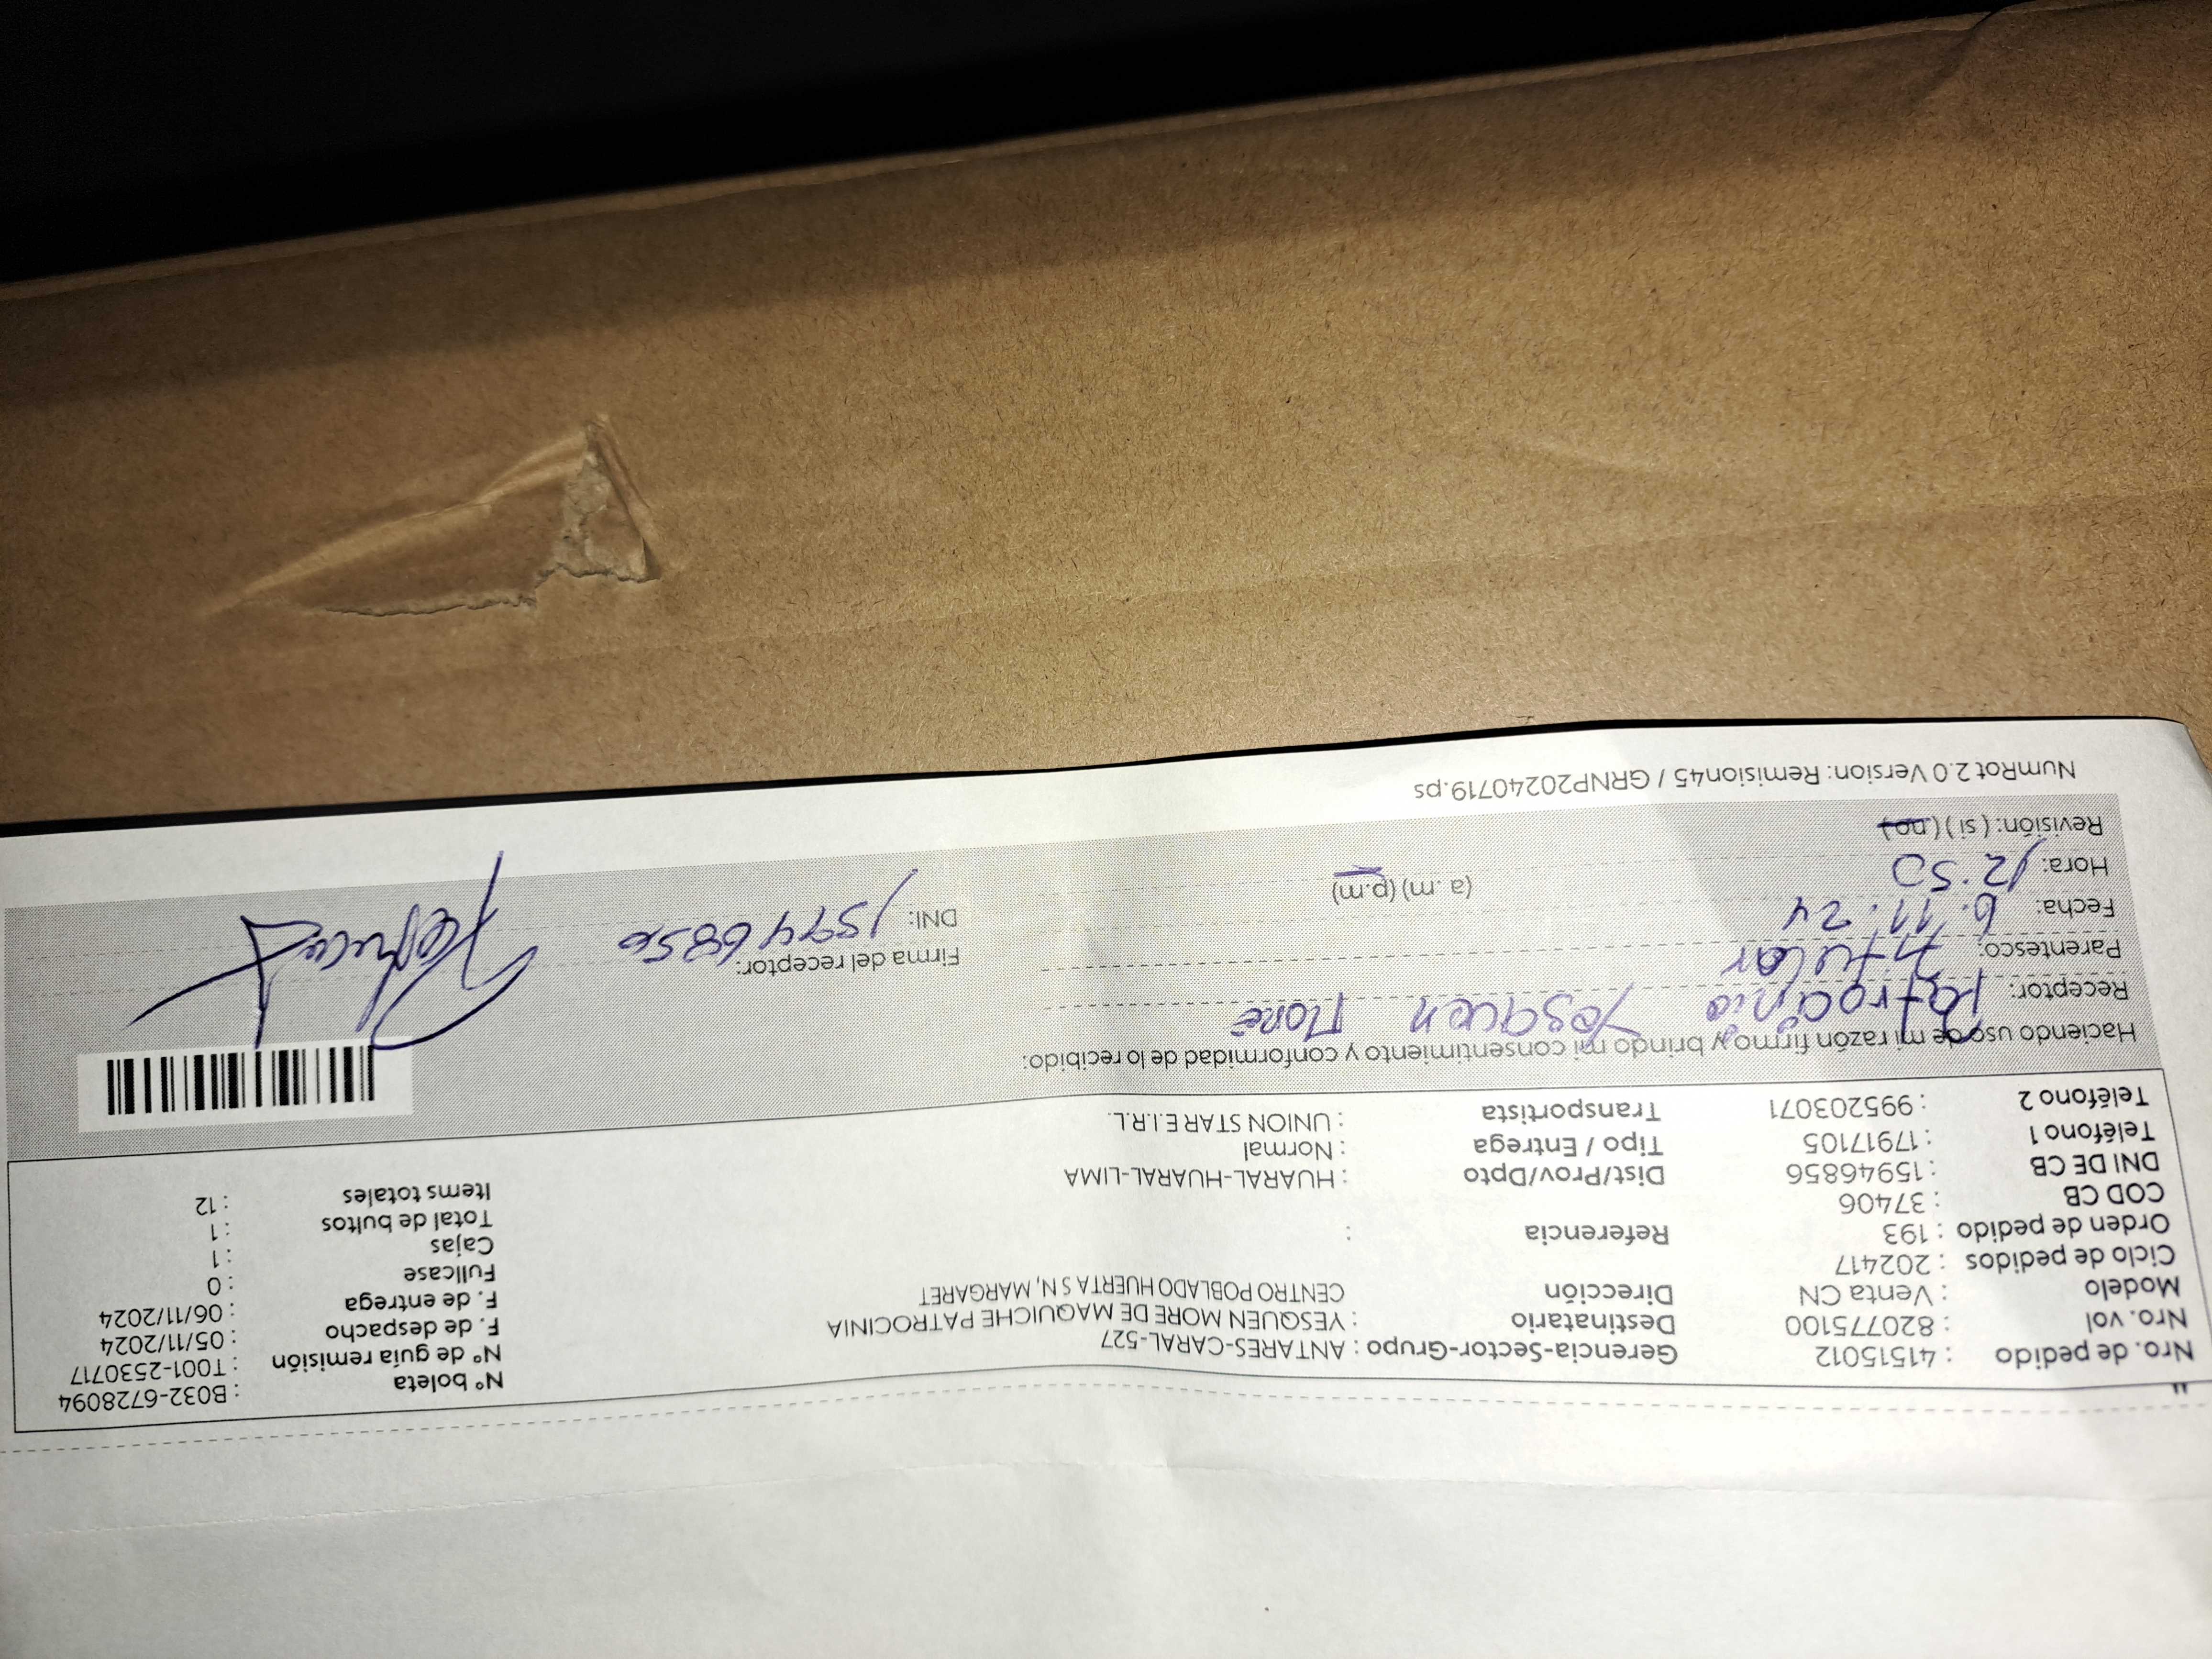 Nro. de pedido : 41515012 Gerencia-Sector-Grupo : ANTARES-CARAL-527 N° boleta : B032-6728094
Nro. vol : 820775100 Destinatario : YESQUEN MORE DE MAQUICHE PATROCINIA N° de guía remisión : T001-2530717
Modelo : Venta CN Dirección CENTRO POBLADO HUERTA S N, MARGARET F. de despacho : 05/11/2024
Ciclo de pedidos : 202417 F. de entrega : 06/11/2024
Orden de pedido : 193 Referencia : Fullcase : 0
COD CB : 37406 Cajas : 1
DNI DE CB : 15946856 Dist/Prov/Dpto : HUARAL-HUARAL-LIMA Total de bultos : 1
Teléfono 1 : 17917105 Tipo / Entrega : Normal Items totales : 12
Teléfono 2 : 995203071 Transportista : UNION STAR E.I.R.L.
Haciendo uso de mi razón firmo y brindo mi consentimiento y conformidad de lo recibido:
Receptor: Patrocinia Yesquen More
Parentesco: Titular Firma del receptor:
Fecha: 6.11.24 DNI: 15946856
Hora: 12:50 (a. m) (p.m)
Revisión: ( si ) ( no )
NumRot 2.0 Version: Remision45 / GRNP20240719.ps